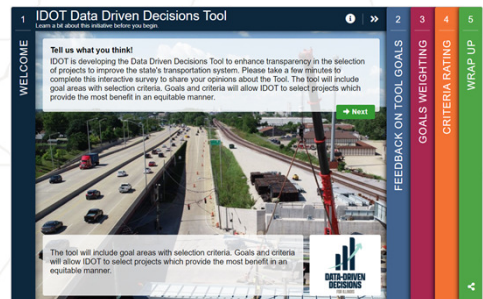 1
WELCOME
IDOT Data Driven Decisions Tool
Learn a bit about this initiative before you begin.
Tell us what you think!
IDOT is developing the Data Driven Decisions Tool to enhance transparency in the selection
of projects to improve the state's transportation system. Please take a few minutes to
complete this interactive survey to share your opinions about the Tool. The tool will include
goal areas with selection criteria. Goals and criteria will allow IDOT to select projects which
provide the most benefit in an equitable manner.
Next
The tool will include goal areas with selection criteria. Goals and criteria
will allow IDOT to select projects which provide the most benefit in an
equitable manner.
DATA-DRIVEN
DECISIONS
FOR ILLINOIS
2
FEEDBACK ON TOOL GOALS
3
GOALS WEIGHTING
4
CRITERIA RATING
5
WRAP UP